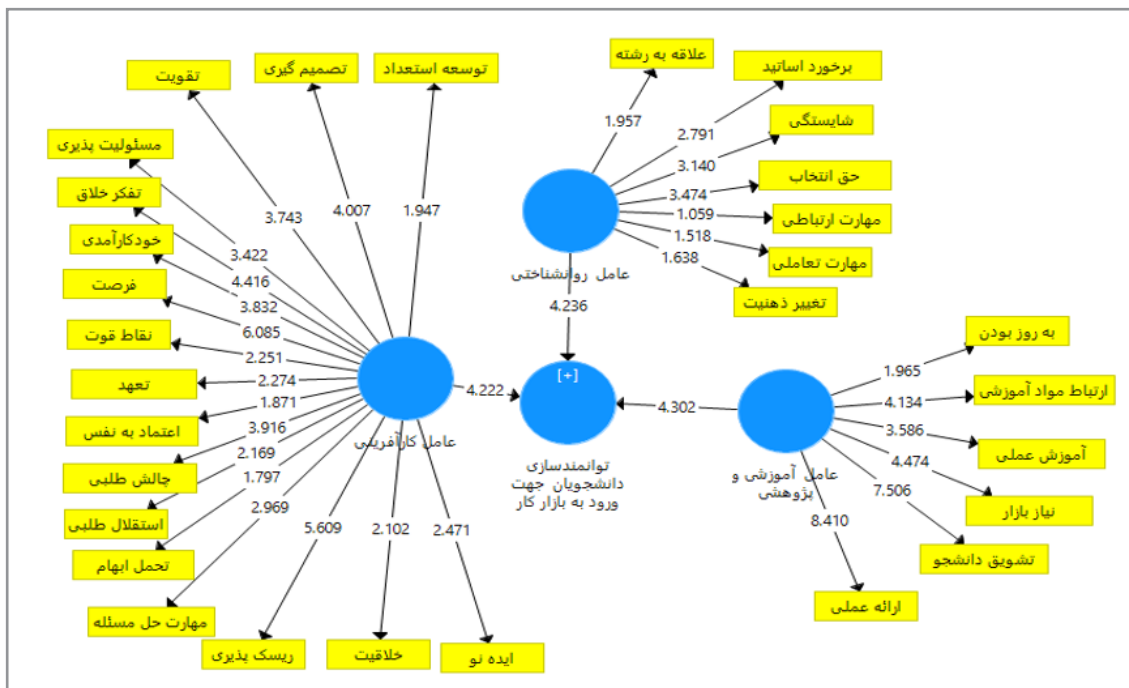 توسعه استعداد
1.947
تصمیم گیری
4.007
تقویت
3.743
مسئولیت پذیری
3.422
تفکر خلاق
4.416
خودکارآمدی
3.832
فرصت
6.085
نقاط قوت
2.251
تعهد
2.274
اعتماد به نفس
1.871
چالش طلبی
3.916
استقلال طلبی
2.169
تحمل ابهام
1.797
مهارت حل مسئله
2.969
ریسک پذیری
5.609
خلاقیت
2.102
ایده نو
2.471
عامل کارآفرینی
4.222
علاقه به رشته
1.957
برخورد اساتید
2.791
شایستگی
3.140
حق انتخاب
3.474
مهارت ارتباطی
1.059
مهارت تعاملی
1.518
تغییر ذهنیت
1.638
عامل روانشناختی
4.236
[+]
توانمندسازی
دانشجویان جهت
ورود به بازار کار
4.302
عامل آموزشی و
پژوهشی
به روز بودن
1.965
ارتباط مواد آموزشی
4.134
آموزش عملی
3.586
نیاز بازار
4.474
تشویق دانشجو
7.506
ارائه عملی
8.410